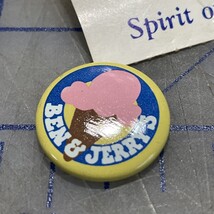 Spirit o
BEN & JERRY'S